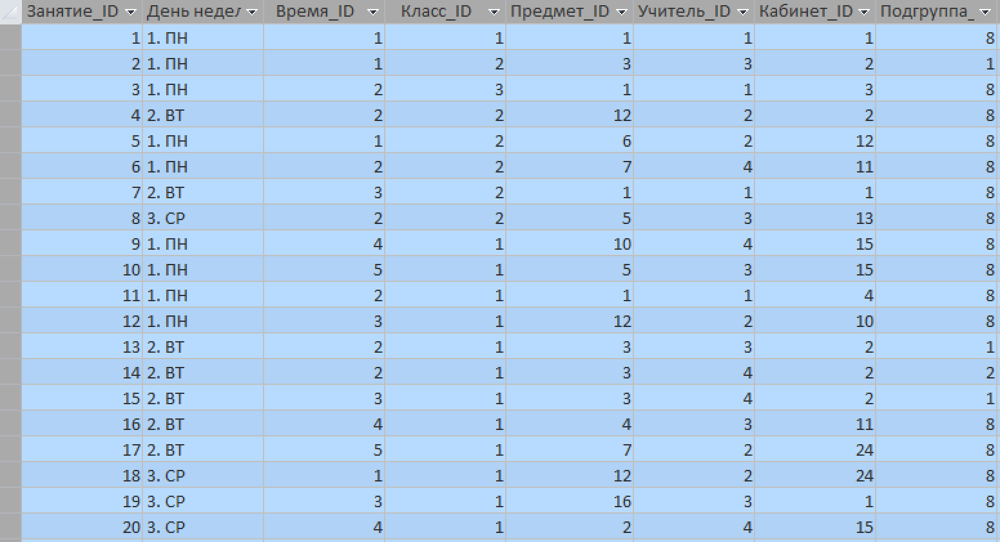 Занятие_ID День недел Время_ID Класс_ID Предмет_ID Учитель_ID Кабинет_ID Подгруппа_
1 1. ПН 1 1 1 1 1 8
2 1. ПН 1 2 3 3 2 1
3 1. ПН 2 3 1 1 3 8
4 2. ВТ 2 2 12 2 2 8
5 1. ПН 1 2 6 2 12 8
6 1. ПН 2 2 7 4 11 8
7 2. ВТ 3 2 1 1 1 8
8 3. СР 2 2 5 3 13 8
9 1. ПН 4 1 10 4 15 8
10 1. ПН 5 1 5 3 15 8
11 1. ПН 2 1 1 1 4 8
12 1. ПН 3 1 12 2 10 8
13 2. ВТ 2 1 3 3 2 1
14 2. ВТ 2 1 3 4 2 2
15 2. ВТ 3 1 3 4 2 1
16 2. ВТ 4 1 4 3 11 8
17 2. ВТ 5 1 7 2 24 8
18 3. СР 1 1 12 2 24 8
19 3. СР 3 1 16 3 1 8
20 3. СР 4 1 2 4 15 8